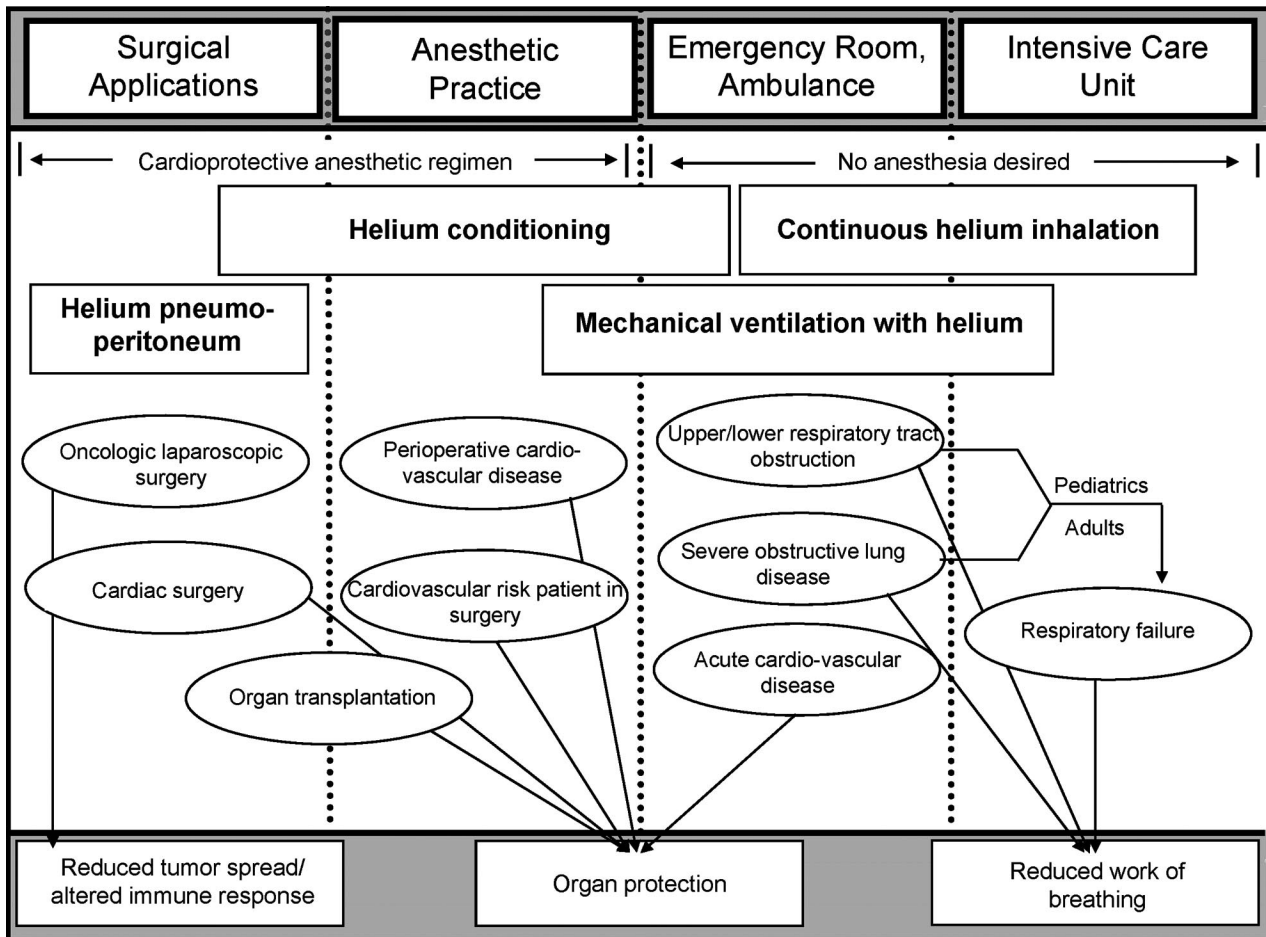 Surgical
Applications
Anesthetic
Practice
Emergency Room,
Ambulance
Intensive Care
Unit
Cardioprotective anesthetic regimen
No anesthesia desired
Helium conditioning
Continuous helium inhalation
Helium pneumo-
peritoneum
Mechanical ventilation with helium
Oncologic laparoscopic
surgery
Perioperative cardio-
vascular disease
Upper/lower respiratory tract
obstruction
Pediatrics
Adults
Cardiac surgery
Cardiovascular risk patient in
surgery
Severe obstructive lung
disease
Respiratory failure
Organ transplantation
Acute cardio-vascular
disease
Reduced tumor spread/
altered immune response
Organ protection
Reduced work of
breathing